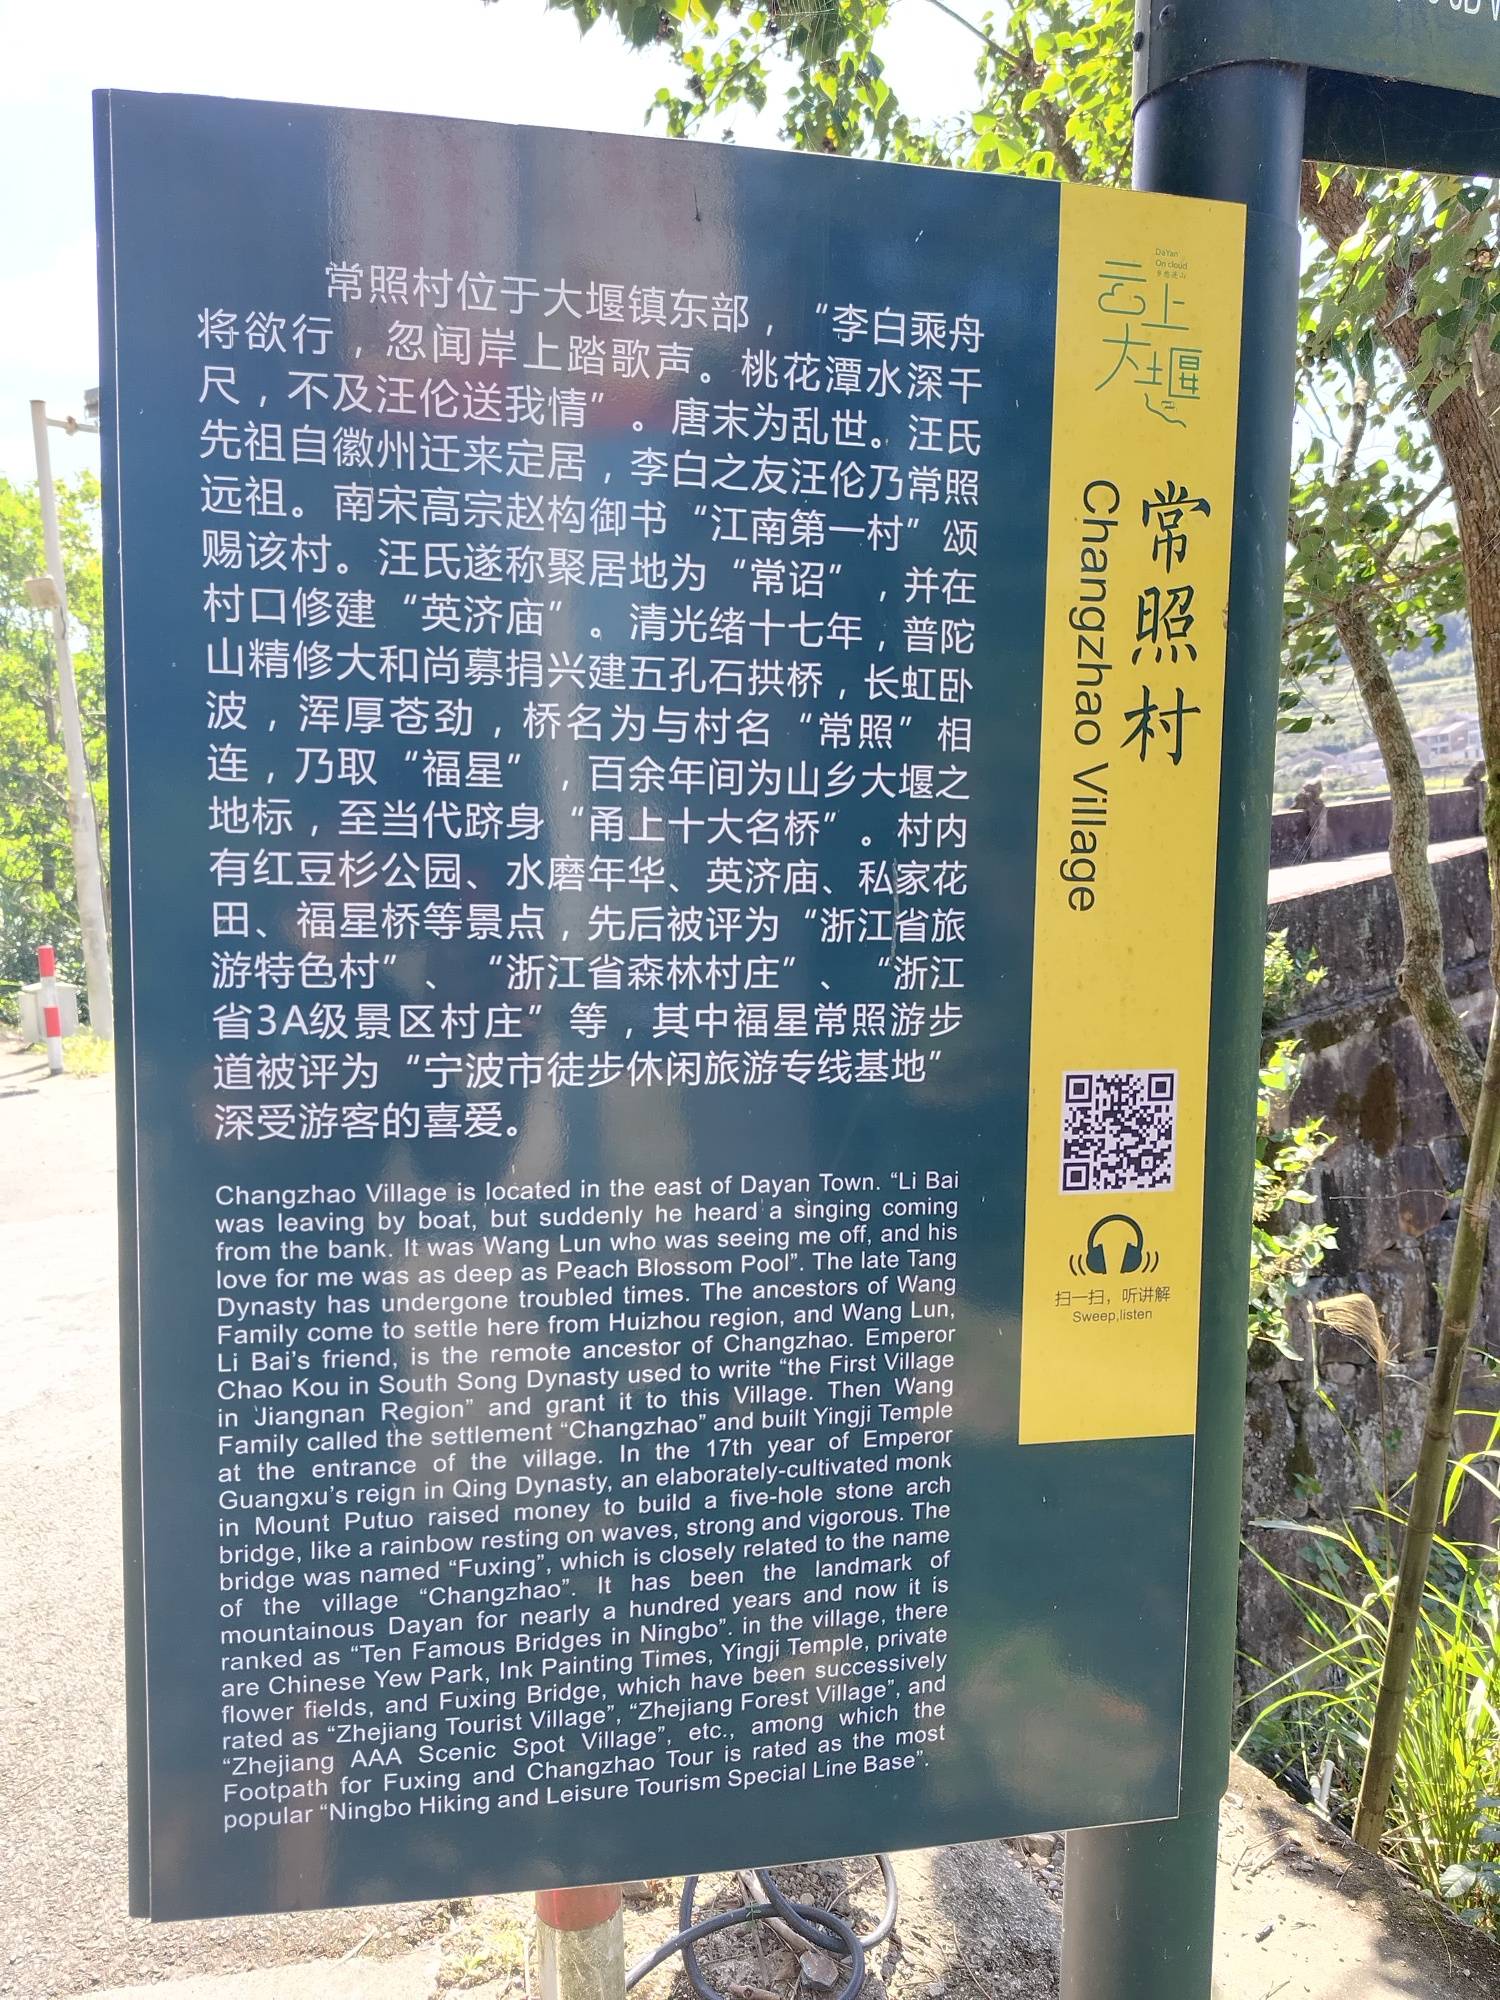 常照村位于大堰镇东部，“李白乘舟
将欲行，忽闻岸上踏歌声。桃花潭水深千
尺，不及汪伦送我情”。唐末为乱世。汪氏
先祖自徽州迁来定居，李白之友汪伦乃常照
远祖。南宋高宗赵构御书“江南第一村”颂
赐该村。汪氏遂称聚居地为“常诏”，并在
村口修建“英济庙”。清光绪十七年，普陀
山精修大和尚募捐兴建五孔石拱桥，长虹卧
波，浑厚苍劲，桥名为与村名“常照”相
连，乃取“福星”，百余年间为山乡大堰之
地标，至当代跻身“甬上十大名桥”。村内
有红豆杉公园、水磨年华、英济庙、私家花
田、福星桥等景点，先后被评为“浙江省旅
游特色村”、“浙江省森林村庄”、“浙江
省3A级景区村庄”等，其中福星常照游步
道被评为“宁波市徒步休闲旅游专线基地”
深受游客的喜爱。
Changzhao Village is located in the east of Dayan Town. “Li Bai
was leaving by boat, but suddenly he heard a singing coming
from the bank. It was Wang Lun who was seeing me off, and his
love for me was as deep as Peach Blossom Pool”. The late Tang
Dynasty has undergone troubled times. The ancestors of Wang
Family come to settle here from Huizhou region, and Wang Lun,
Li Bai’s friend, is the remote ancestor of Changzhao. Emperor
Chao Kou in South Song Dynasty used to write “the First Village
in Jiangnan Region” and grant it to this Village. Then Wang
Family called the settlement “Changzhao” and built Yingji Temple
at the entrance of the village. In the 17th year of Emperor
Guangxu’s reign in Qing Dynasty, an elaborately-cultivated monk
in Mount Putuo raised money to build a five-hole stone arch
bridge, like a rainbow resting on waves, strong and vigorous. The
bridge was named “Fuxing”, which is closely related to the name
of the village “Changzhao”. It has been the landmark of
mountainous Dayan for nearly a hundred years and now it is
ranked as “Ten Famous Bridges in Ningbo”. in the village, there
are Chinese Yew Park, Ink Painting Times, Yingji Temple, private
flower fields, and Fuxing Bridge, which have been successively
rated as “Zhejiang Tourist Village”, “Zhejiang Forest Village”, and
“Zhejiang AAA Scenic Spot Village”, etc., among which the
Footpath for Fuxing and Changzhao Tour is rated as the most
popular “Ningbo Hiking and Leisure Tourism Special Line Base”.
DaYan
On cloud
云上
大堰
常照村
Changzhao Village
扫一扫，听讲解
Sweep,listen